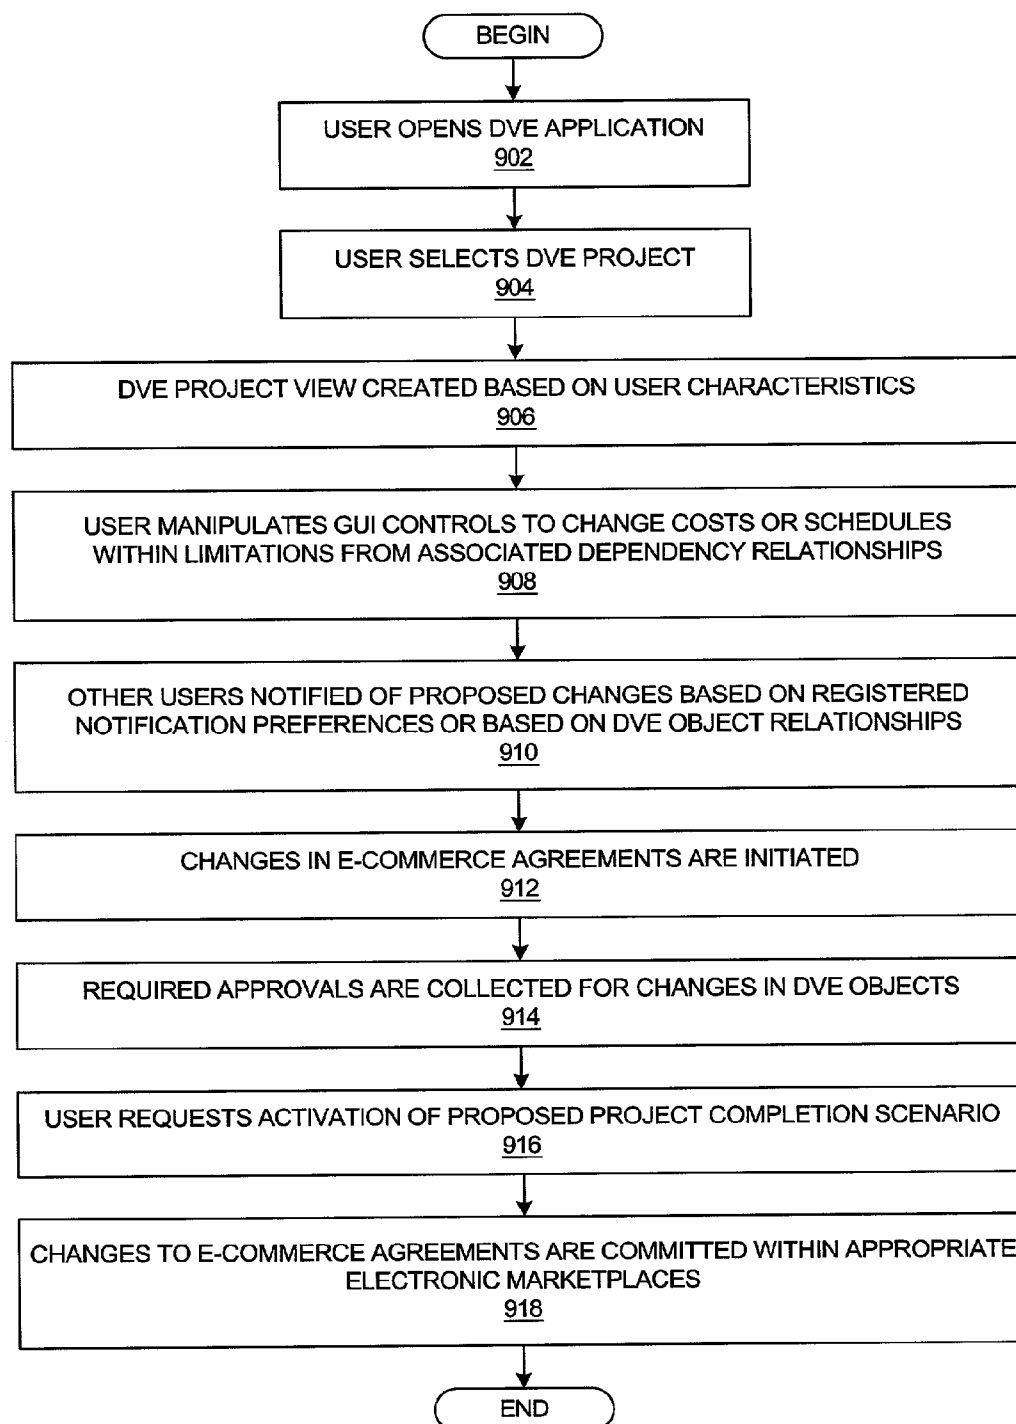 BEGIN
USER OPENS DVE APPLICATION
902
USER SELECTS DVE PROJECT
904
DVE PROJECT VIEW CREATED BASED ON USER CHARACTERISTICS
906
USER MANIPULATES GUI CONTROLS TO CHANGE COSTS OR SCHEDULES
WITHIN LIMITATIONS FROM ASSOCIATED DEPENDENCY RELATIONSHIPS
908
OTHER USERS NOTIFIED OF PROPOSED CHANGES BASED ON REGISTERED
NOTIFICATION PREFERENCES OR BASED ON DVE OBJECT RELATIONSHIPS
910
CHANGES IN E-COMMERCE AGREEMENTS ARE INITIATED
912
REQUIRED APPROVALS ARE COLLECTED FOR CHANGES IN DVE OBJECTS
914
USER REQUESTS ACTIVATION OF PROPOSED PROJECT COMPLETION SCENARIO
916
CHANGES TO E-COMMERCE AGREEMENTS ARE COMMITTED WITHIN APPROPRIATE
ELECTRONIC MARKETPLACES
918
END